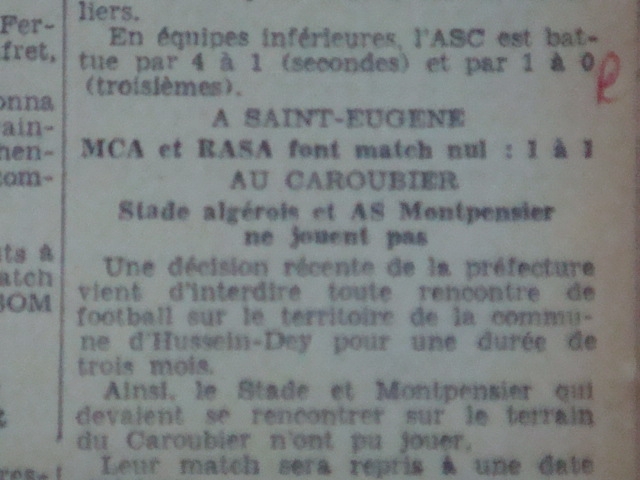 liers.
En équipes inférieures, l'ASC est bat-
tue par 4 à 1 (secondes) et par 1 à 0
(troisièmes).
A SAINT-EUGENE
MCA et RASA font match nul : 1 à 1
AU CAROUBIER
Stade algérois et AS Montpensier
ne jouent pas
Une décision récente de la préfecture
vient d'interdire toute rencontre de
football sur le territoire de la commu-
ne d'Hussein-Dey pour une durée de
trois mois.
Ainsi, le Stade et Montpensier qui
devaient se rencontrer sur le terrain
du Caroubier n'ont pu jouer.
Leur match sera repris à une date